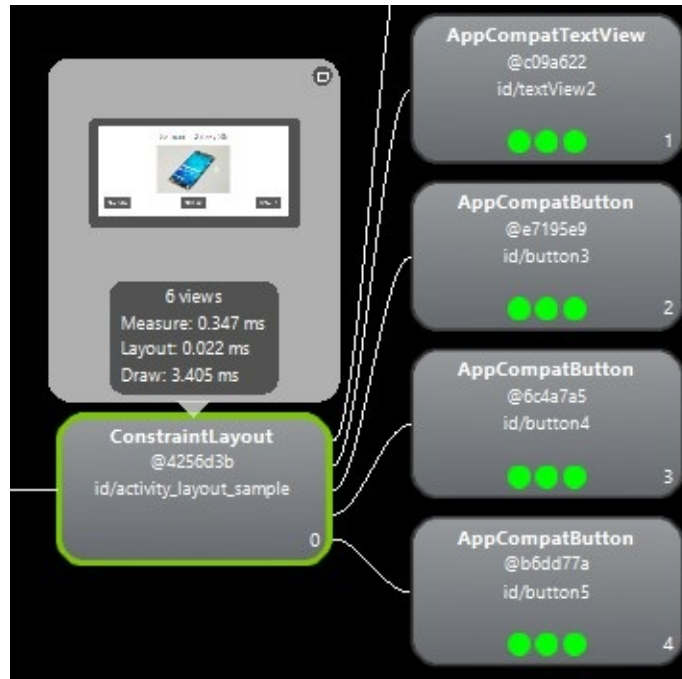 6 views
Measure: 0.347 ms
Layout: 0.022 ms
Draw: 3.405 ms
ConstraintLayout
@4256d3b
id/activity_layout_sample
0
AppCompatTextView
@c09a622
id/textView2
1
AppCompatButton
@e7195e9
id/button3
2
AppCompatButton
@6c4a7a5
id/button4
3
AppCompatButton
@b6dd77a
id/button5
4